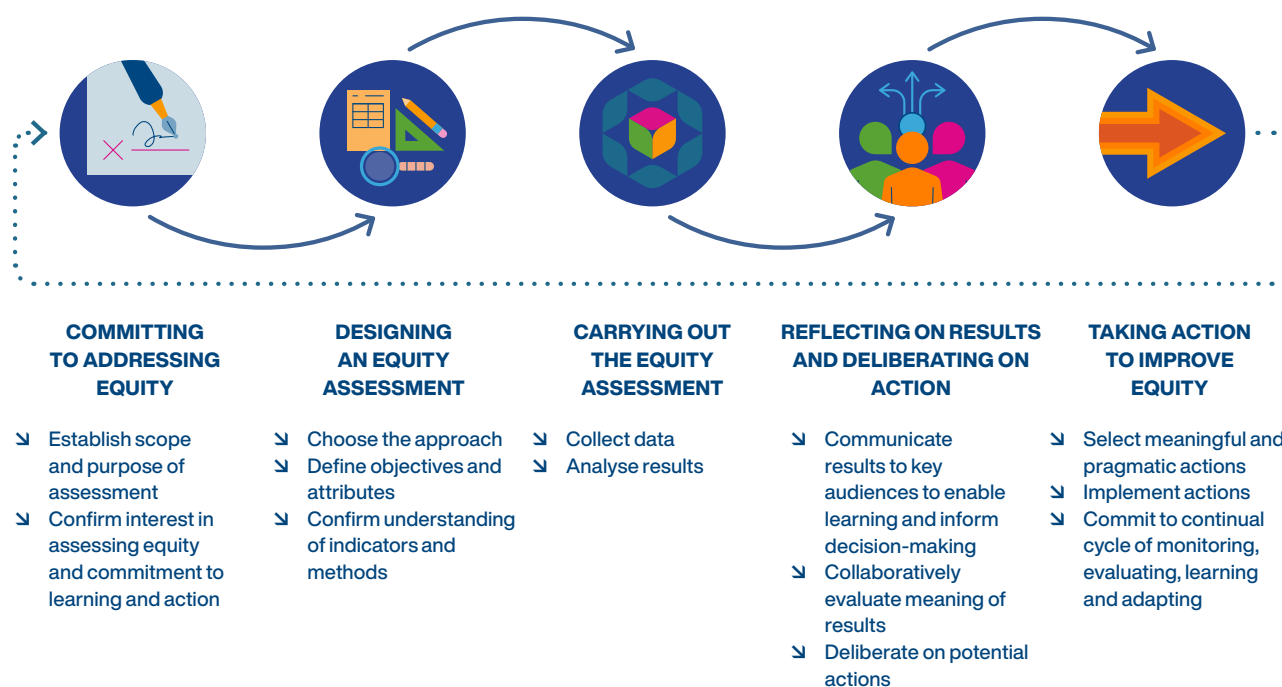 COMMITTING
TO ADDRESSING
EQUITY
Establish scope
and purpose of
assessment
Confirm interest in
assessing equity
and commitment to
learning and action
DESIGNING
AN EQUITY
ASSESSMENT
Choose the approach
Define objectives and
attributes
Confirm understanding
of indicators and
methods
CARRYING OUT
THE EQUITY
ASSESSMENT
Collect data
Analyse results
REFLECTING ON RESULTS
AND DELIBERATING ON
ACTION
Communicate
results to key
audiences to enable
learning and inform
decision-making
Collaboratively
evaluate meaning of
results
Deliberate on potential
actions
TAKING ACTION
TO IMPROVE
EQUITY
Select meaningful and
pragmatic actions
Implement actions
Commit to continual
cycle of monitoring,
evaluating, learning
and adapting